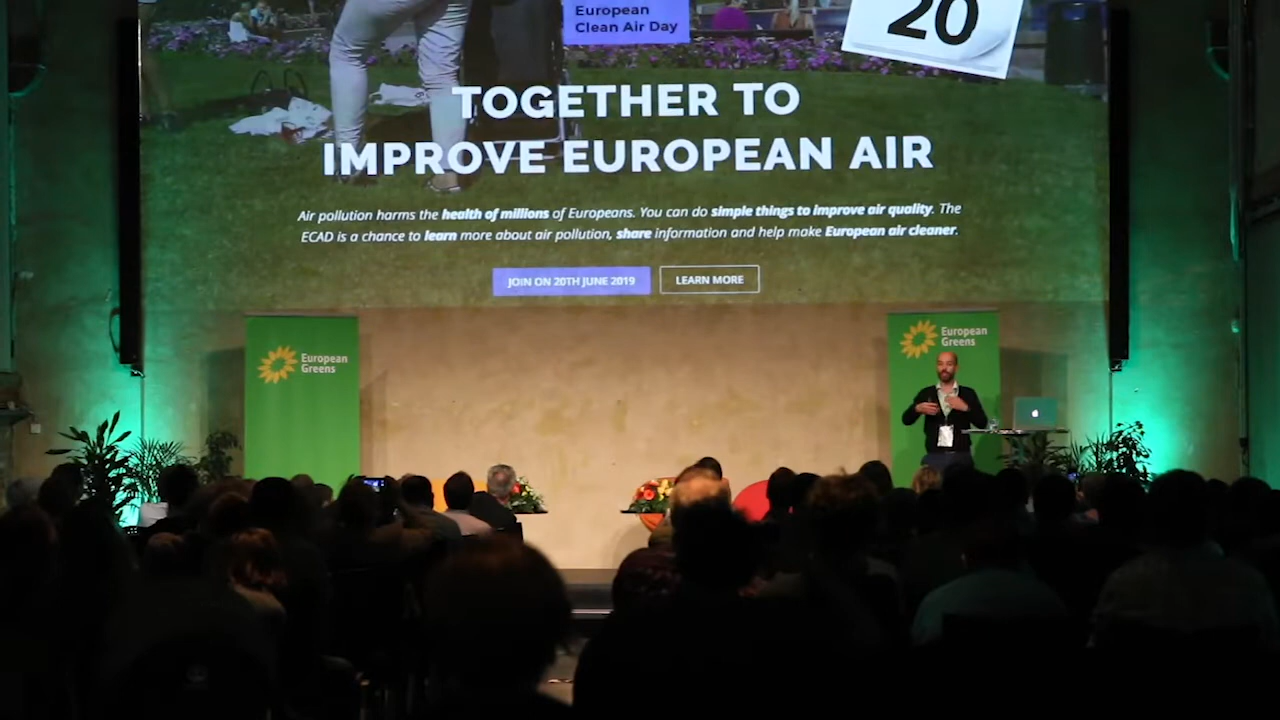 European
Clean Air Day
20
TOGETHER TO
IMPROVE EUROPEAN AIR
Air pollution harms the health of millions of Europeans. You can do simple things to improve air quality. The
ECAD is a chance to learn more about air pollution, share information and help make European air cleaner.
JOIN ON 20TH JUNE 2019
LEARN MORE
European
Greens
European
Greens